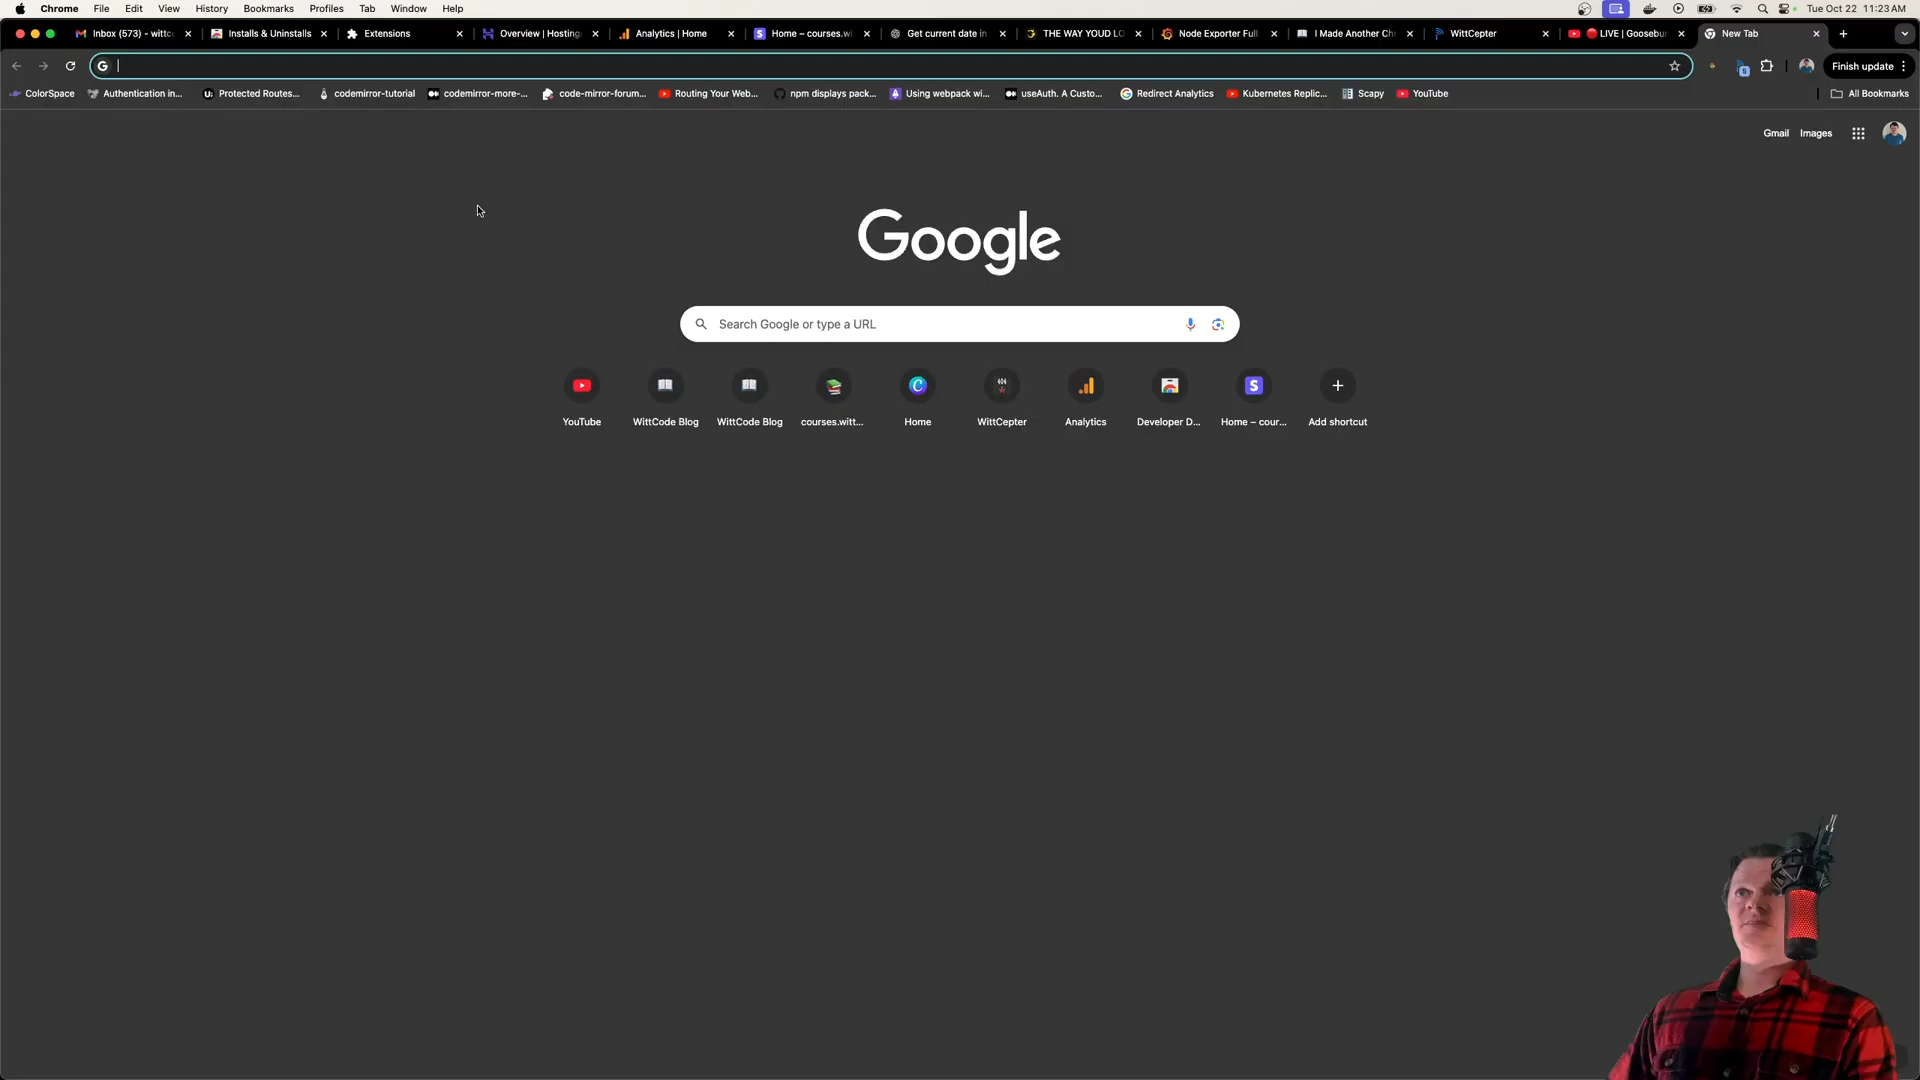 Chrome File Edit View History Bookmarks Profiles Tab Window Help Tue Oct 22 11:23 AM
Inbox (573) - wittc Installs & Uninstalls Extensions Overview | Hosting Analytics | Home Home – courses.wi Get current date in THE WAY YOUD LO Node Exporter Full I Made Another Ch WittCepter LIVE | Goosebu New Tab
Finish update
ColorSpace Authentication in... Protected Routes... codemirror-tutorial codemirror-more-... code-mirror-forum... Routing Your Web... npm displays pack... Using webpack wi... useAuth. A Custo... Redirect Analytics Kubernetes Replic... Scapy YouTube All Bookmarks
Gmail Images
Google
Search Google or type a URL
YouTube WittCode Blog WittCode Blog courses.witt... Home WittCepter Analytics Developer D... Home – cour... Add shortcut